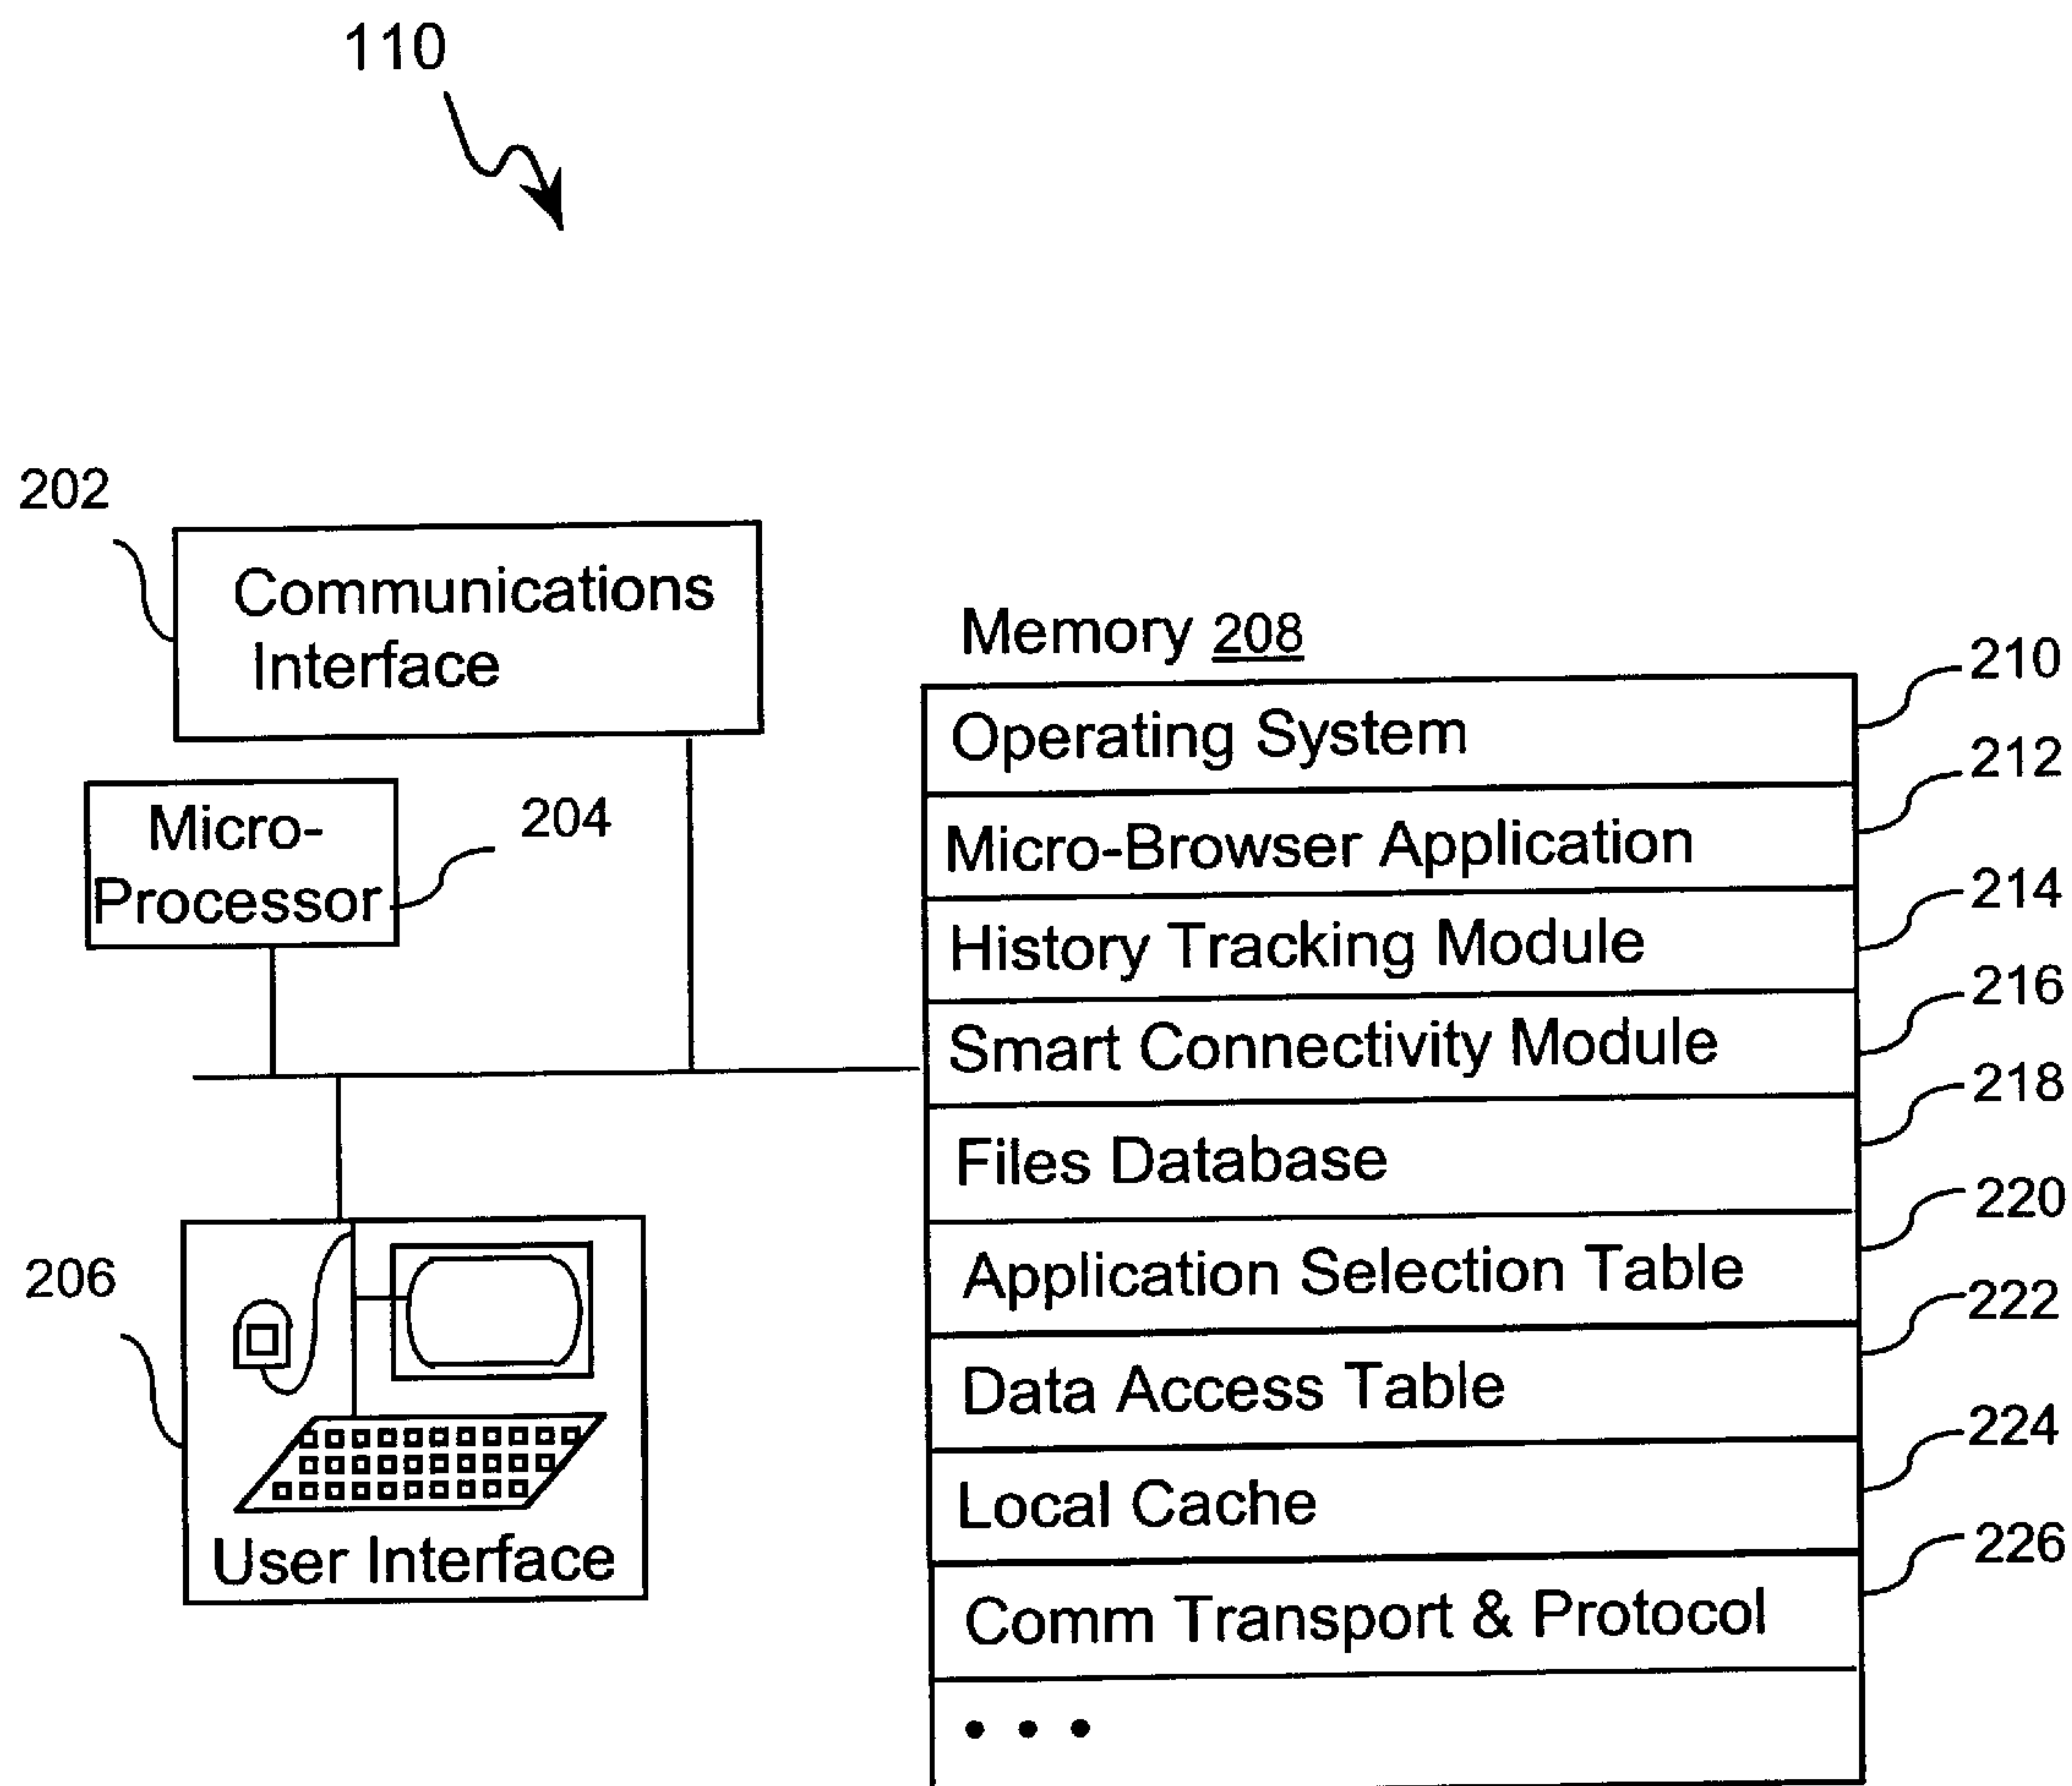 110
202
Communications
Interface
Micro-
Processor
204
206
User Interface
Memory 208
Operating System
210
Micro-Browser Application
212
History Tracking Module
214
Smart Connectivity Module
216
Files Database
218
Application Selection Table
220
Data Access Table
222
Local Cache
224
Comm Transport & Protocol
226
• • •